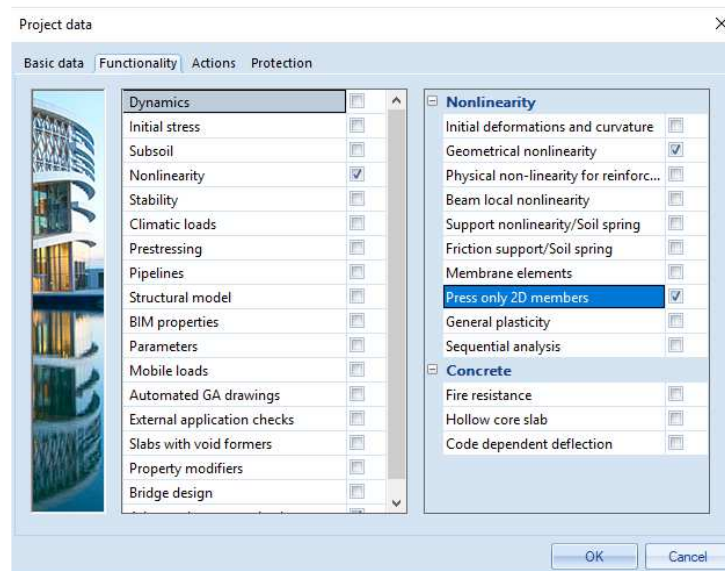 Project data
Basic data Functionality Actions Protection
Dynamics
Initial stress
Subsoil
Nonlinearity
Stability
Climatic loads
Prestressing
Pipelines
Structural model
BIM properties
Parameters
Mobile loads
Automated GA drawings
External application checks
Slabs with void formers
Property modifiers
Bridge design
Nonlinearity
Initial deformations and curvature
Geometrical nonlinearity
Physical non-linearity for reinforc...
Beam local nonlinearity
Support nonlinearity/Soil spring
Friction support/Soil spring
Membrane elements
Press only 2D members
General plasticity
Sequential analysis
Concrete
Fire resistance
Hollow core slab
Code dependent deflection
OK Cancel